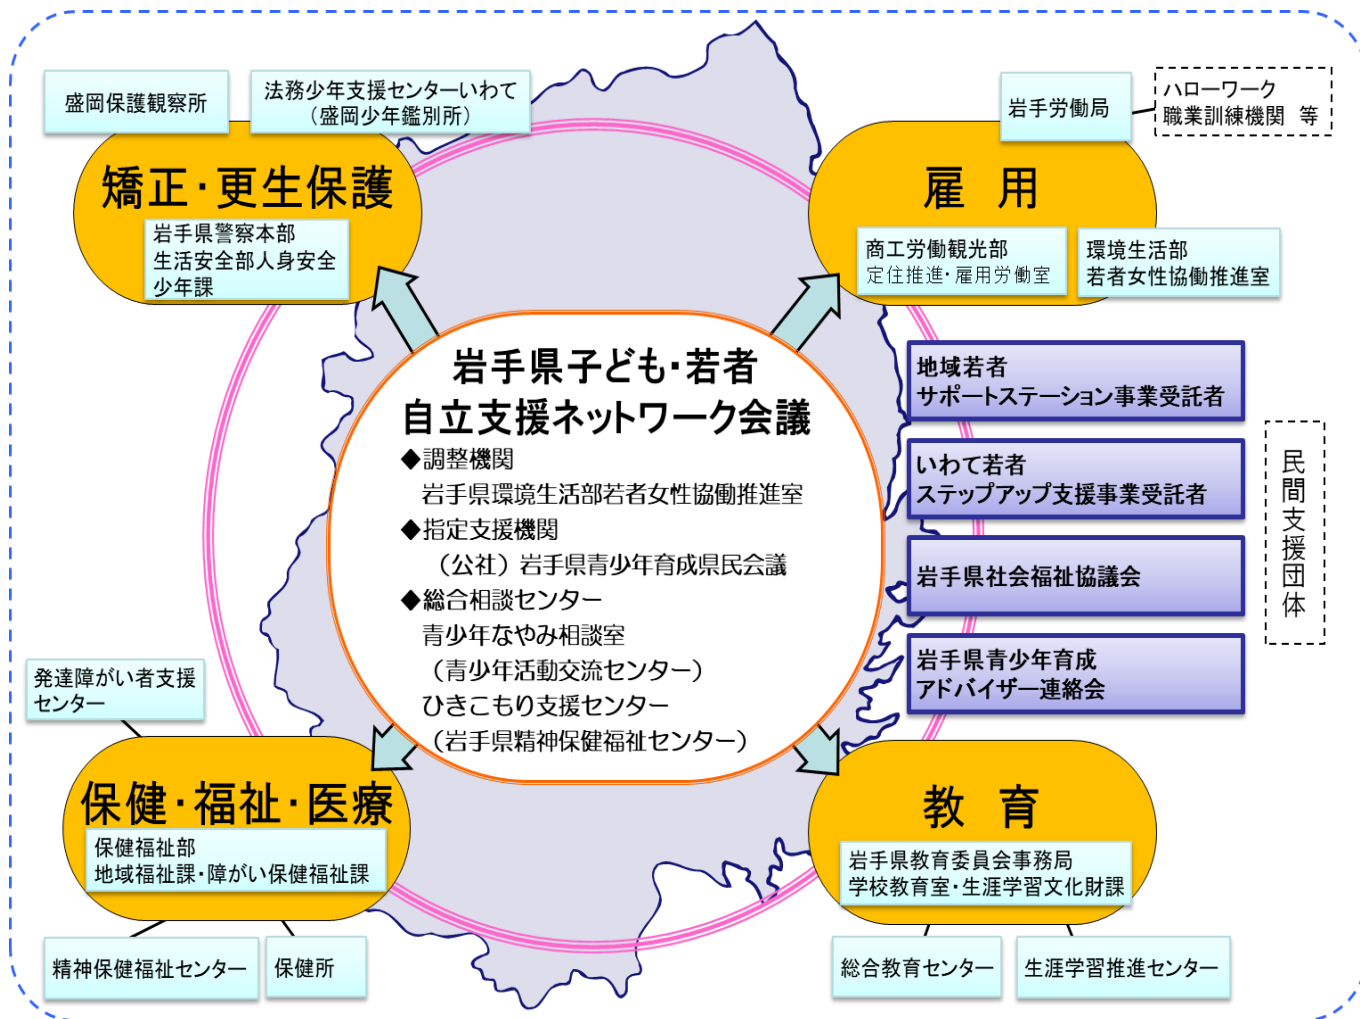 盛岡保護観察所
法務少年支援センターいわて
（盛岡少年鑑別所）
矯正・更生保護
岩手県警察本部
生活安全部人身安全
少年課
岩手労働局
ハローワーク
職業訓練機関　等
雇　用
商工労働観光部
定住推進・雇用労働室
環境生活部
若者女性協働推進室
岩手県子ども・若者
自立支援ネットワーク会議
◆調整機関
岩手県環境生活部若者女性協働推進室
◆指定支援機関
（公社）岩手県青少年育成県民会議
◆総合相談センター
青少年なやみ相談室
（青少年活動交流センター）
ひきこもり支援センター
（岩手県精神保健福祉センター）
地域若者
サポートステーション事業受託者
いわて若者
ステップアップ支援事業受託者
岩手県社会福祉協議会
岩手県青少年育成
アドバイザー連絡会
民間支援団体
発達障がい者支援
センター
保健・福祉・医療
保健福祉部
地域福祉課・障がい保健福祉課
精神保健福祉センター
保健所
教　育
岩手県教育委員会事務局
学校教育室・生涯学習文化財課
総合教育センター
生涯学習推進センター